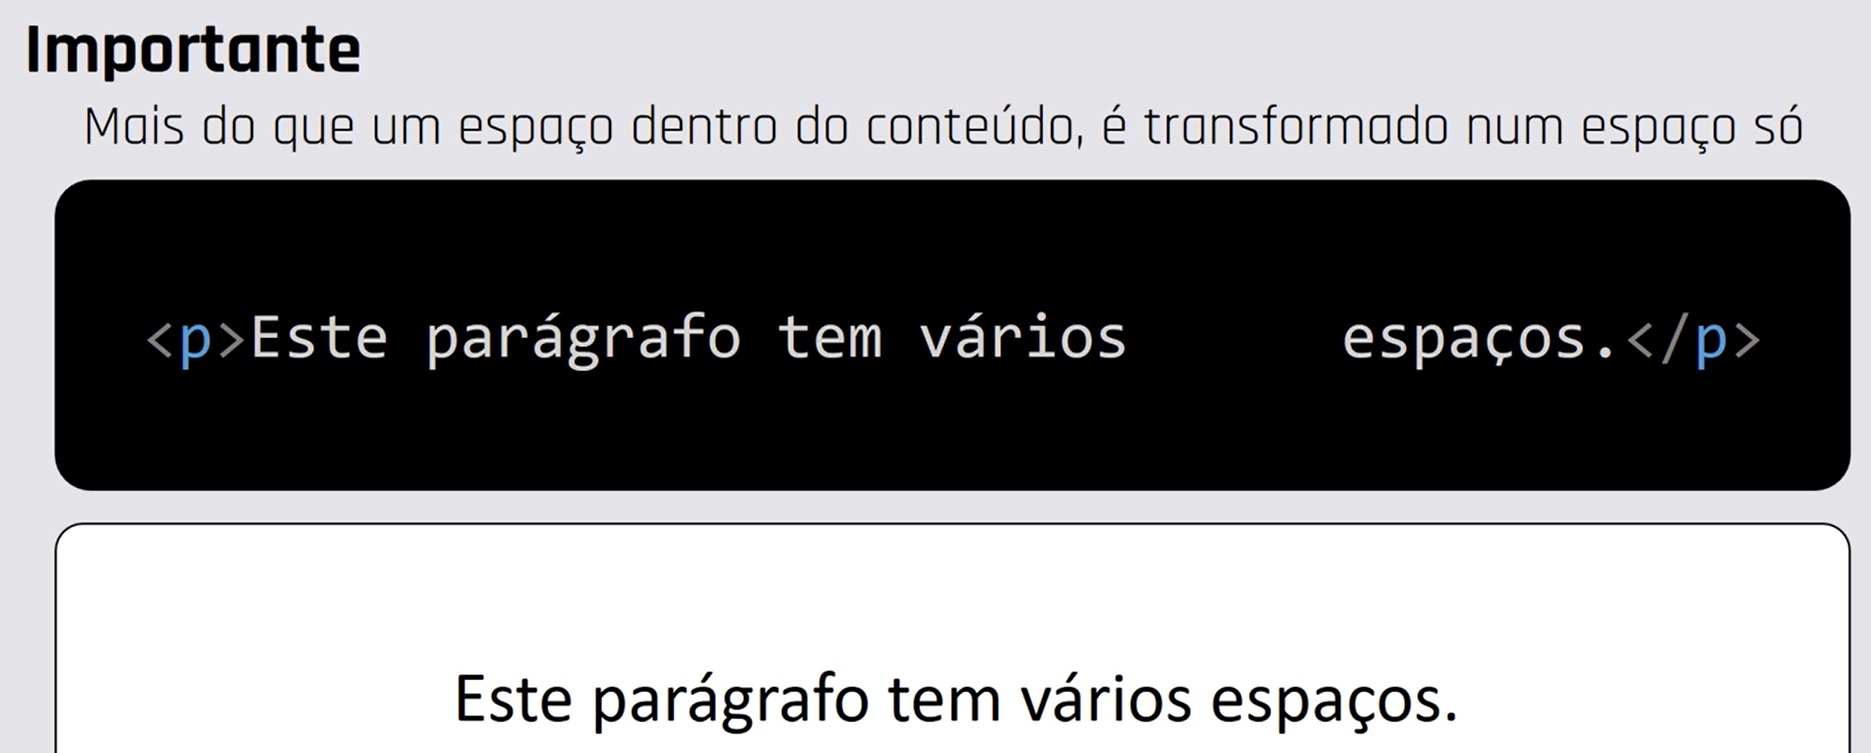 Importante
Mais do que um espaço dentro do conteúdo, é transformado num espaço só
<p>Este parágrafo tem vários      espaços.</p>
Este parágrafo tem vários espaços.